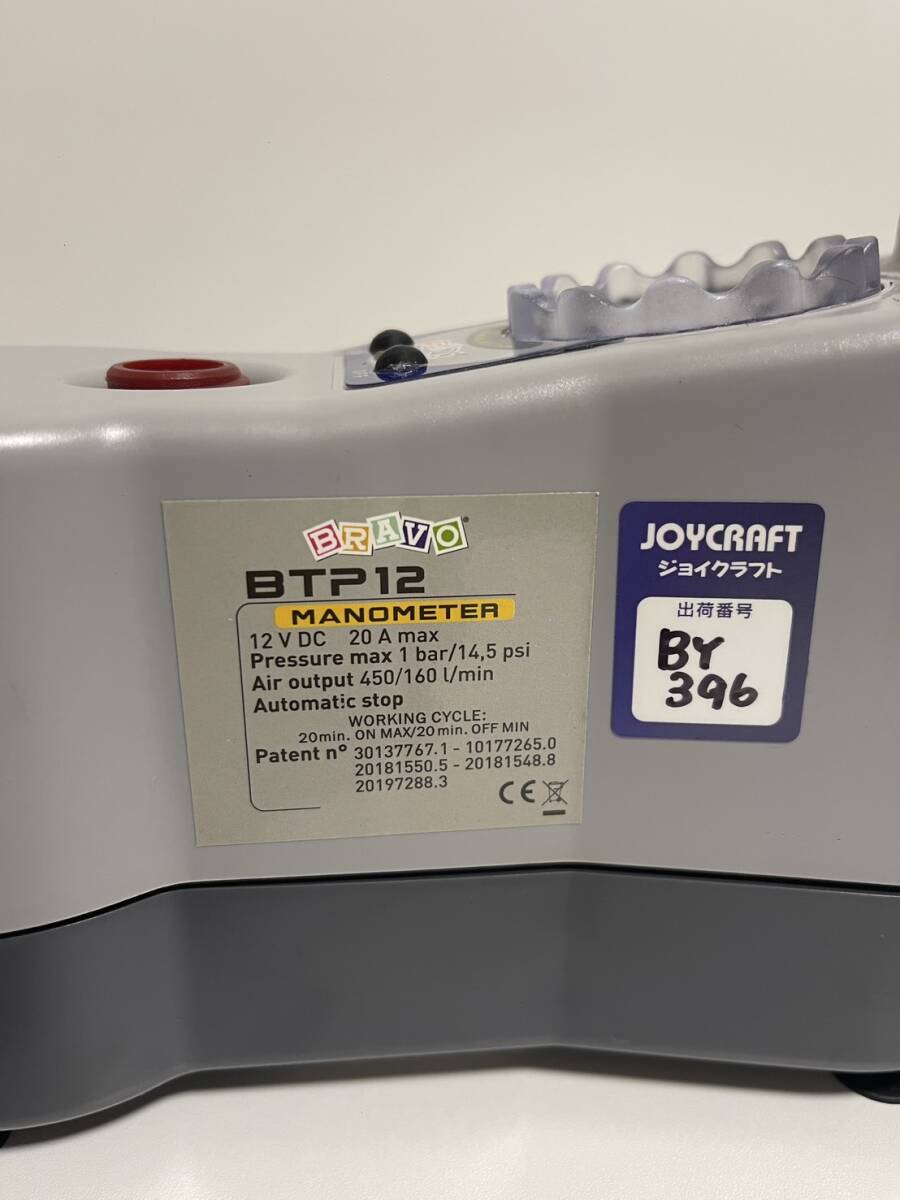 BRAVO®
BTP12
MANOMETER
12 V DC 20 A max
Pressure max 1 bar/14,5 psi
Air output 450/160 l/min
Automatic stop
WORKING CYCLE:
20min. ON MAX/20min. OFF MIN
Patent n° 30137767.1 - 10177265.0
20181550.5 - 20181548.8
20197288.3
CE
JOYCRAFT
ジョイクラフト
出荷番号
BY
396